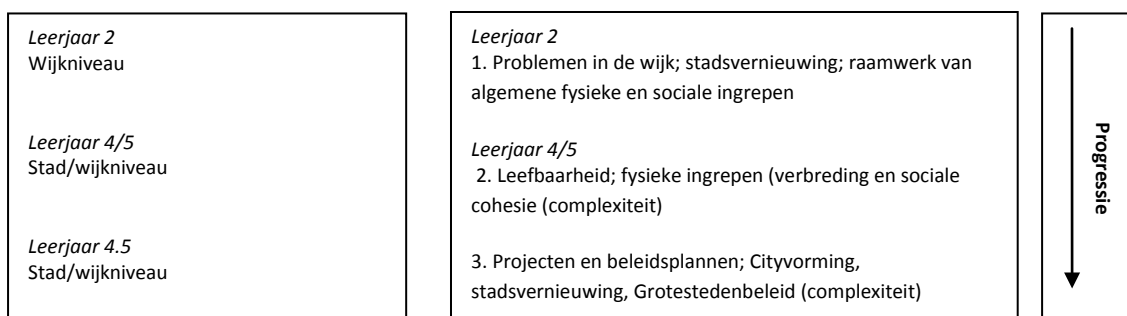 Leerjaar 2
Wijkniveau
Leerjaar 4/5
Stad/wijkniveau
Leerjaar 4.5
Stad/wijkniveau
Leerjaar 2
1. Problemen in de wijk; stadsvernieuwing; raamwerk van
algemene fysieke en sociale ingrepen
Leerjaar 4/5
2. Leefbaarheid; fysieke ingrepen (verbreding en sociale
cohesie (complexiteit)
3. Projecten en beleidsplannen; Cityvorming,
stadsvernieuwing, Grotestedenbeleid (complexiteit)
Progressie